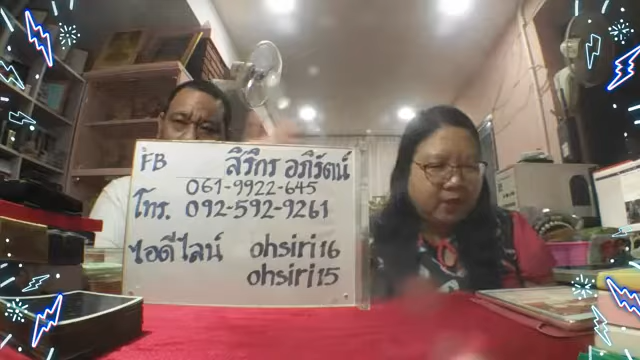 FB สิริกร อภิรัตน์
061-9922-645
โทร. 092-592-9261
ไอดีไลน์ ohsiri16
ohsiri15